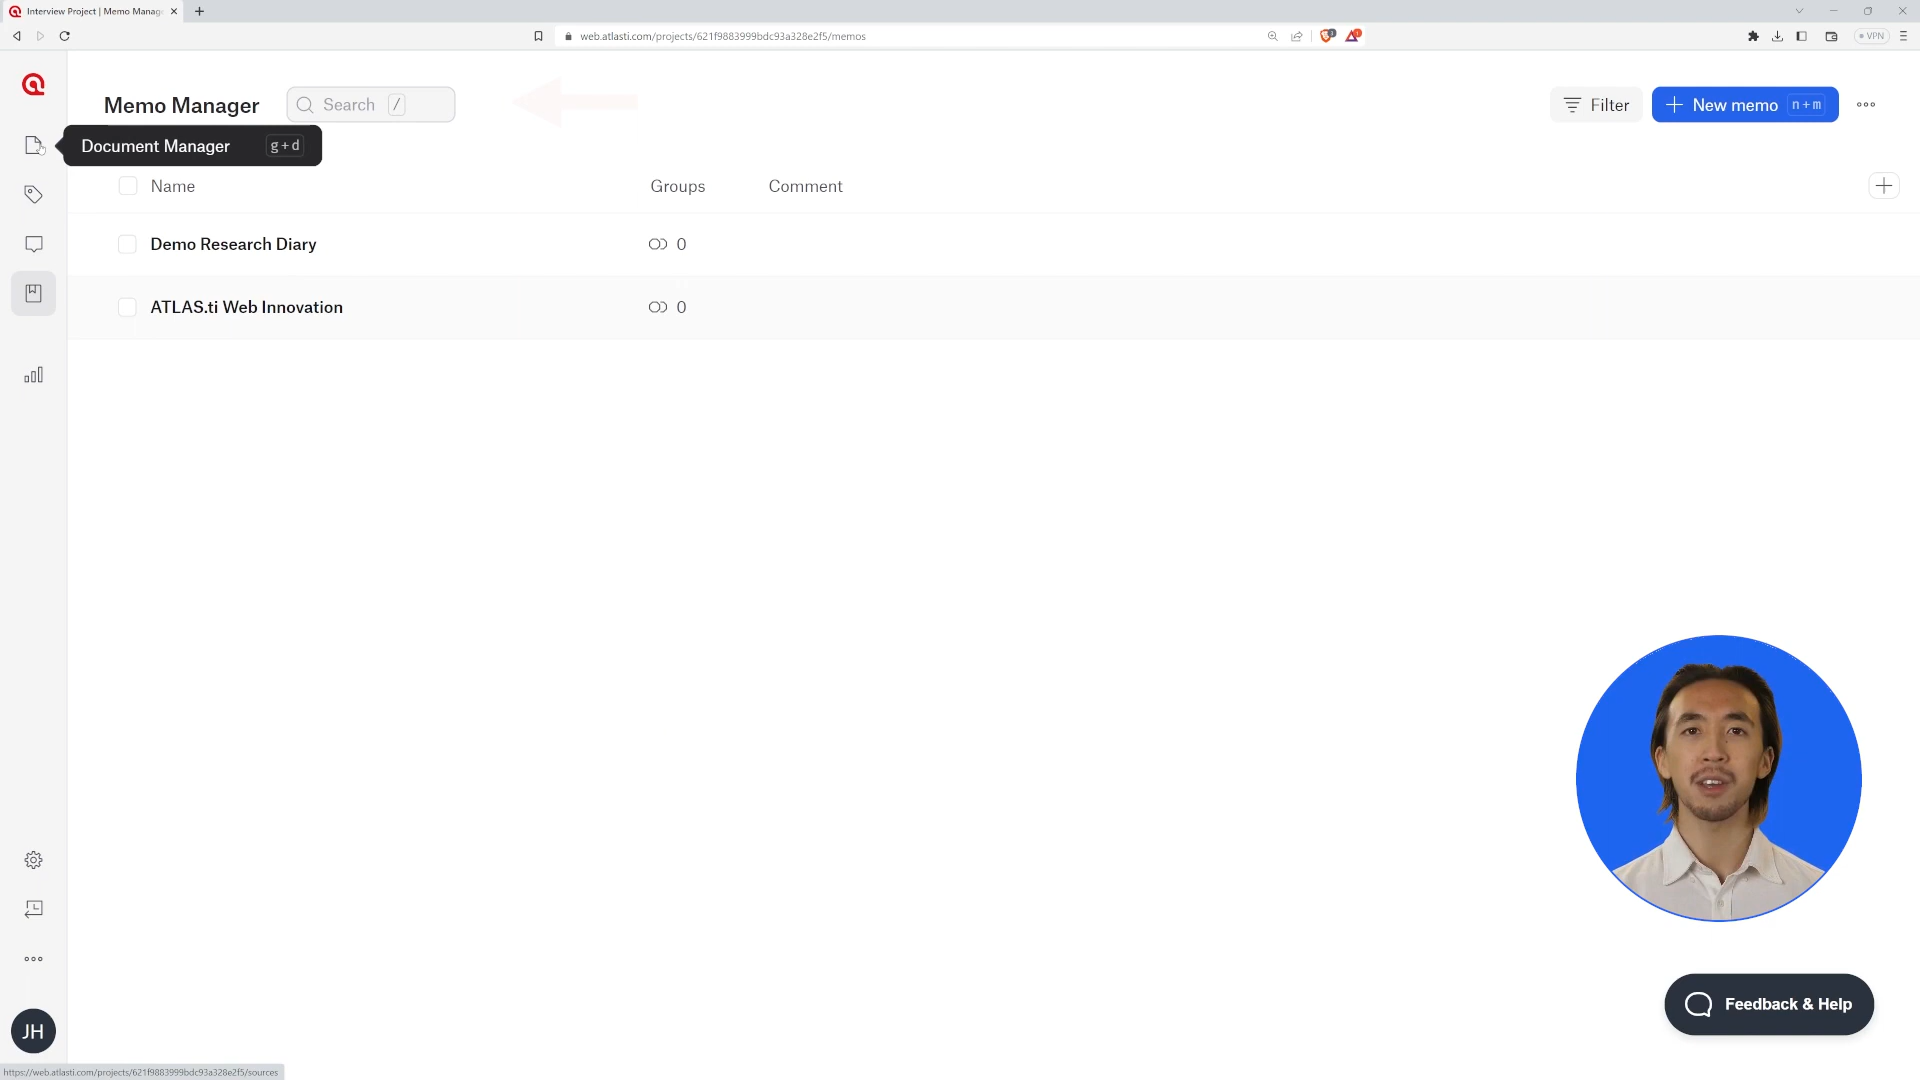 Interview Project | Memo Manag
web.atlasti.com/projects/621f9883999bdc93a328e2f5/memos
VPN
Memo Manager
Search /
Filter
New memo n+m
Document Manager g+d
Name Groups Comment
Demo Research Diary 0
ATLAS.ti Web Innovation 0
JH
Feedback & Help
https://web.atlasti.com/projects/621f9883999bdc93a328e2f5/sources